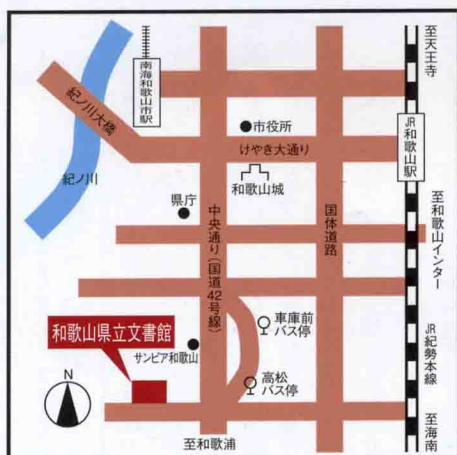 至天王寺
南海和歌山市駅
紀ノ川大橋
市役所
JR和歌山駅
けやき大通り
和歌山城
紀ノ川
県庁
中央通り(国道42号線)
国体道路
至和歌山インター
車庫前
バス停
和歌山県立文書館
サンピア和歌山
JR紀勢本線
高松
バス停
N
至和歌浦
至海南